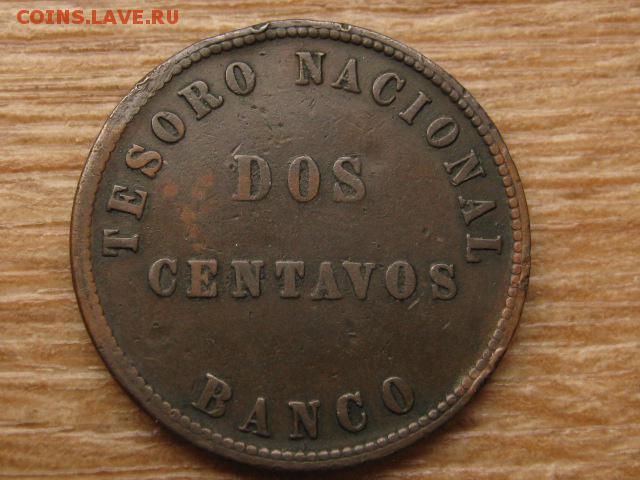 COINS.LAVE.RU
TESORO NACIONAL
DOS
CENTAVOS
BANCO